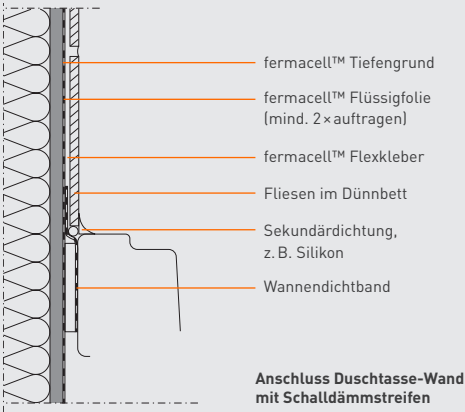 fermacell™ Tiefengrund
fermacell™ Flüssigfolie
(mind. 2×auftragen)
fermacell™ Flexkleber
Fliesen im Dünnbett
Sekundärdichtung,
z. B. Silikon
Wannendichtband
Anschluss Duschtasse-Wand
mit Schalldämmstreifen